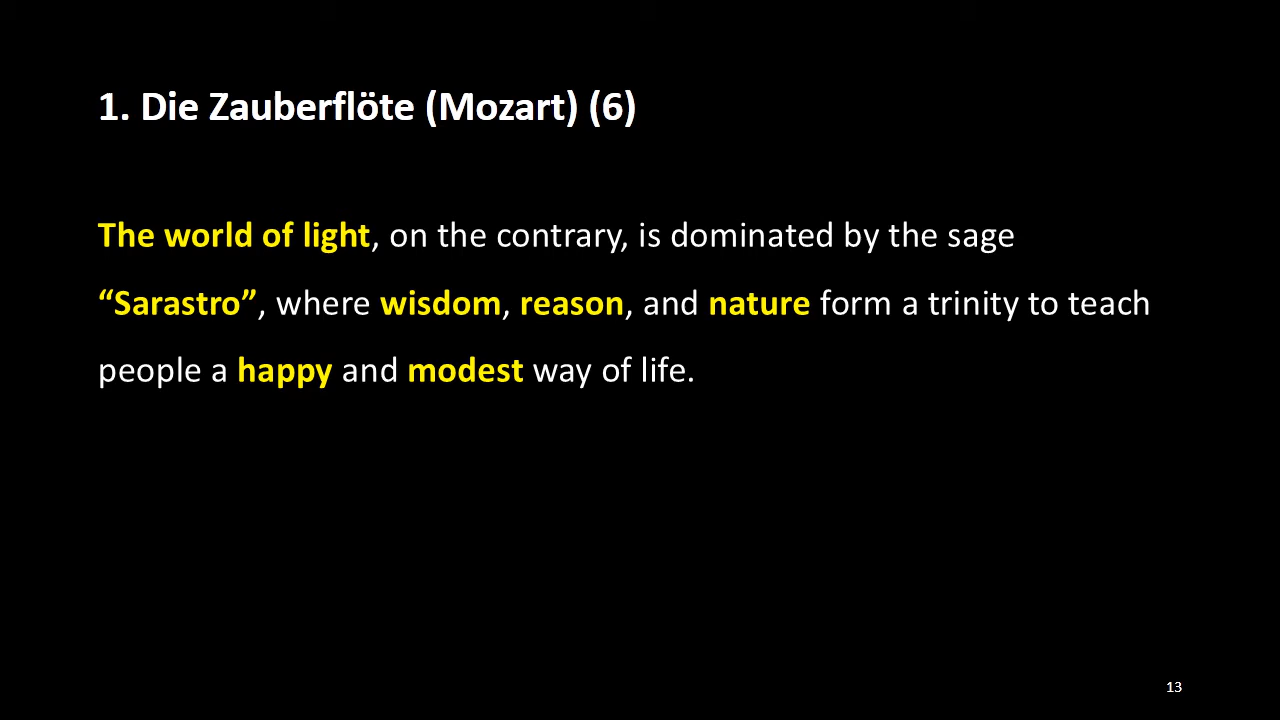 1. Die Zauberflöte (Mozart) (6)
The world of light, on the contrary, is dominated by the sage
“Sarastro”, where wisdom, reason, and nature form a trinity to teach
people a happy and modest way of life.
13